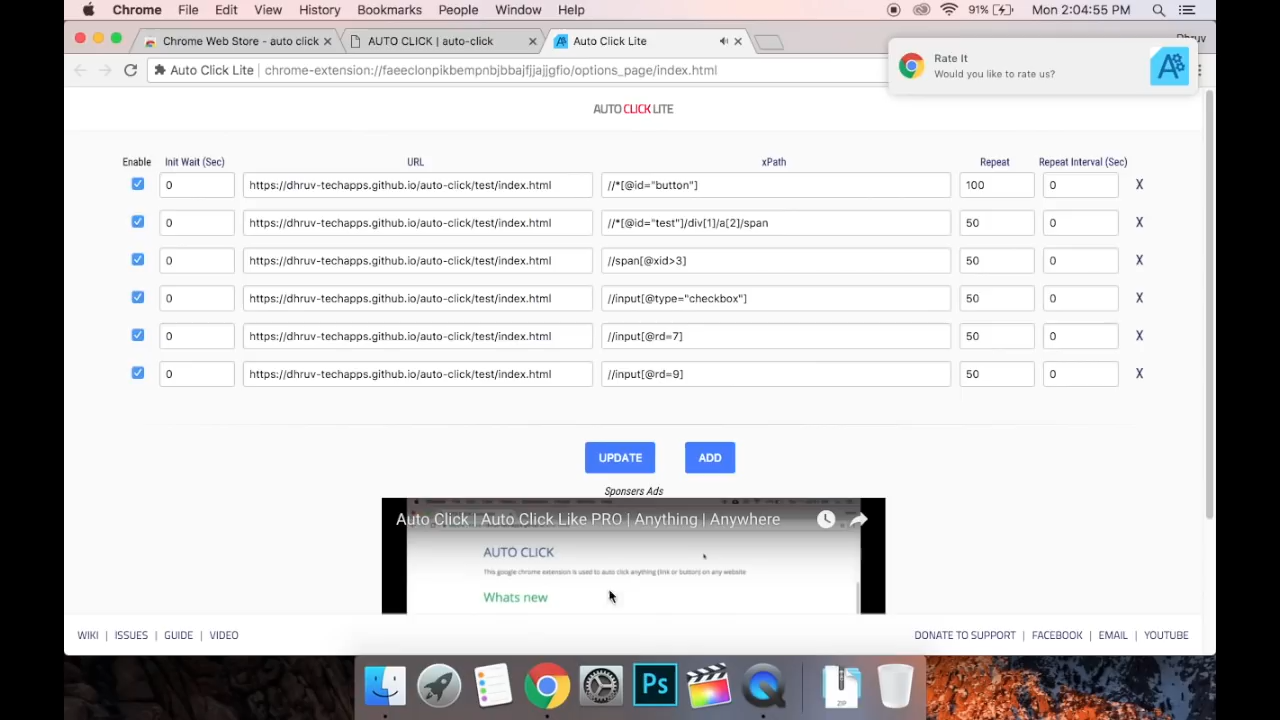 Chrome File Edit View History Bookmarks People Window Help 91% Mon 2:04:55 PM
Chrome Web Store - auto click × AUTO CLICK | auto-click × Auto Click Lite × Dhruv
Auto Click Lite chrome-extension://faeeclonpikbempnbjbbajfjjajjgfio/options_page/index.html
Rate It
Would you like to rate us?
AUTO CLICK LITE
Enable Init Wait (Sec) URL xPath Repeat Repeat Interval (Sec)
0 https://dhruv-techapps.github.io/auto-click/test/index.html //*[@id="button"] 100 0 X
0 https://dhruv-techapps.github.io/auto-click/test/index.html //*[@id="test"]/div[1]/a[2]/span 50 0 X
0 https://dhruv-techapps.github.io/auto-click/test/index.html //span[@xid>3] 50 0 X
0 https://dhruv-techapps.github.io/auto-click/test/index.html //input[@type="checkbox"] 50 0 X
0 https://dhruv-techapps.github.io/auto-click/test/index.html //input[@rd=7] 50 0 X
0 https://dhruv-techapps.github.io/auto-click/test/index.html //input[@rd=9] 50 0 X
UPDATE ADD
Sponsers Ads
Auto Click | Auto Click Like PRO | Anything | Anywhere
AUTO CLICK
This google chrome extension is used to auto click anything (link or button) on any website
Whats new
WIKI | ISSUES | GUIDE | VIDEO DONATE TO SUPPORT | FACEBOOK | EMAIL | YOUTUBE
Ps
ZIP